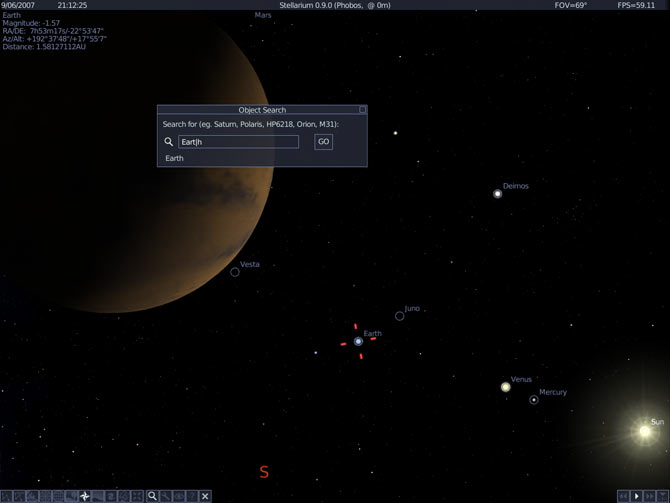 9/06/2007 21:12:25 Stellarium 0.9.0 (Phobos, @ 0m) FOV=69° FPS=59.11
Earth
Magnitude: -1.57
RA/DE: 7h53m17s/-22°53'47"
Az/Alt: +192°37'48"/+17°55'7"
Distance: 1.58127112AU
Mars
Object Search
Search for (eg. Saturn, Polaris, HP6218, Orion, M31):
Earth
GO
Earth
Deimos
Vesta
Juno
Earth
Venus
Mercury
Sun
S